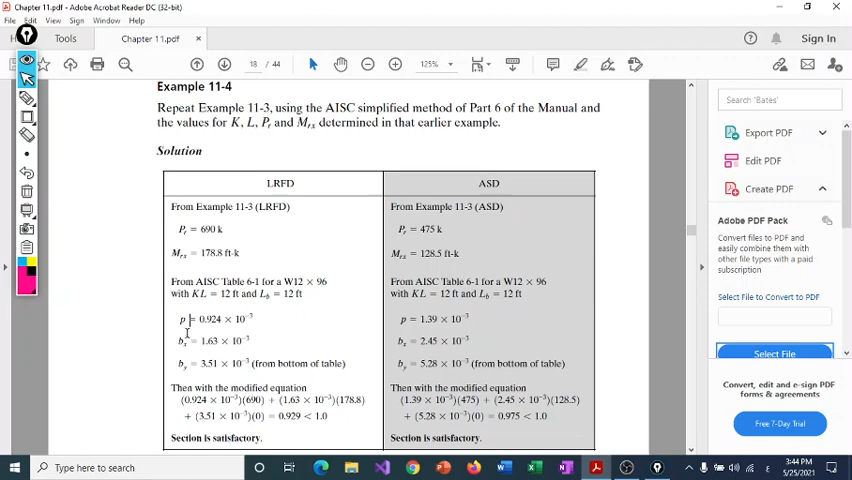 Chapter 11.pdf - Adobe Acrobat Reader DC (32-bit)
File Edit View Sign Window Help
Tools
Chapter 11.pdf
Sign In
18 / 44
125%
Example 11-4
Repeat Example 11-3, using the AISC simplified method of Part 6 of the Manual and
the values for K, L, Pr and Mrx determined in that earlier example.
Solution
LRFD
From Example 11-3 (LRFD)
Pr = 690 k
Mrx = 178.8 ft-k
From AISC Table 6-1 for a W12 × 96
with KL = 12 ft and Lb = 12 ft
p = 0.924 × 10⁻³
bx = 1.63 × 10⁻³
by = 3.51 × 10⁻³ (from bottom of table)
Then with the modified equation
(0.924 × 10⁻³)(690) + (1.63 × 10⁻³)(178.8)
+ (3.51 × 10⁻³)(0) = 0.929 < 1.0
Section is satisfactory.
ASD
From Example 11-3 (ASD)
Pr = 475 k
Mrx = 128.5 ft-k
From AISC Table 6-1 for a W12 × 96
with KL = 12 ft and Lb = 12 ft
p = 1.39 × 10⁻³
bx = 2.45 × 10⁻³
by = 5.28 × 10⁻³ (from bottom of table)
Then with the modified equation
(1.39 × 10⁻³)(475) + (2.45 × 10⁻³)(128.5)
+ (5.28 × 10⁻³)(0) = 0.975 < 1.0
Section is satisfactory.
Search 'Bates'
Export PDF
Edit PDF
Create PDF
Adobe PDF Pack
Convert files to PDF and
easily combine them with
other file types with a paid
subscription
Select File to Convert to PDF
Select File
Convert, edit and e-sign PDF
forms & agreements
Free 7-Day Trial
Type here to search
3:44 PM
5/25/2021